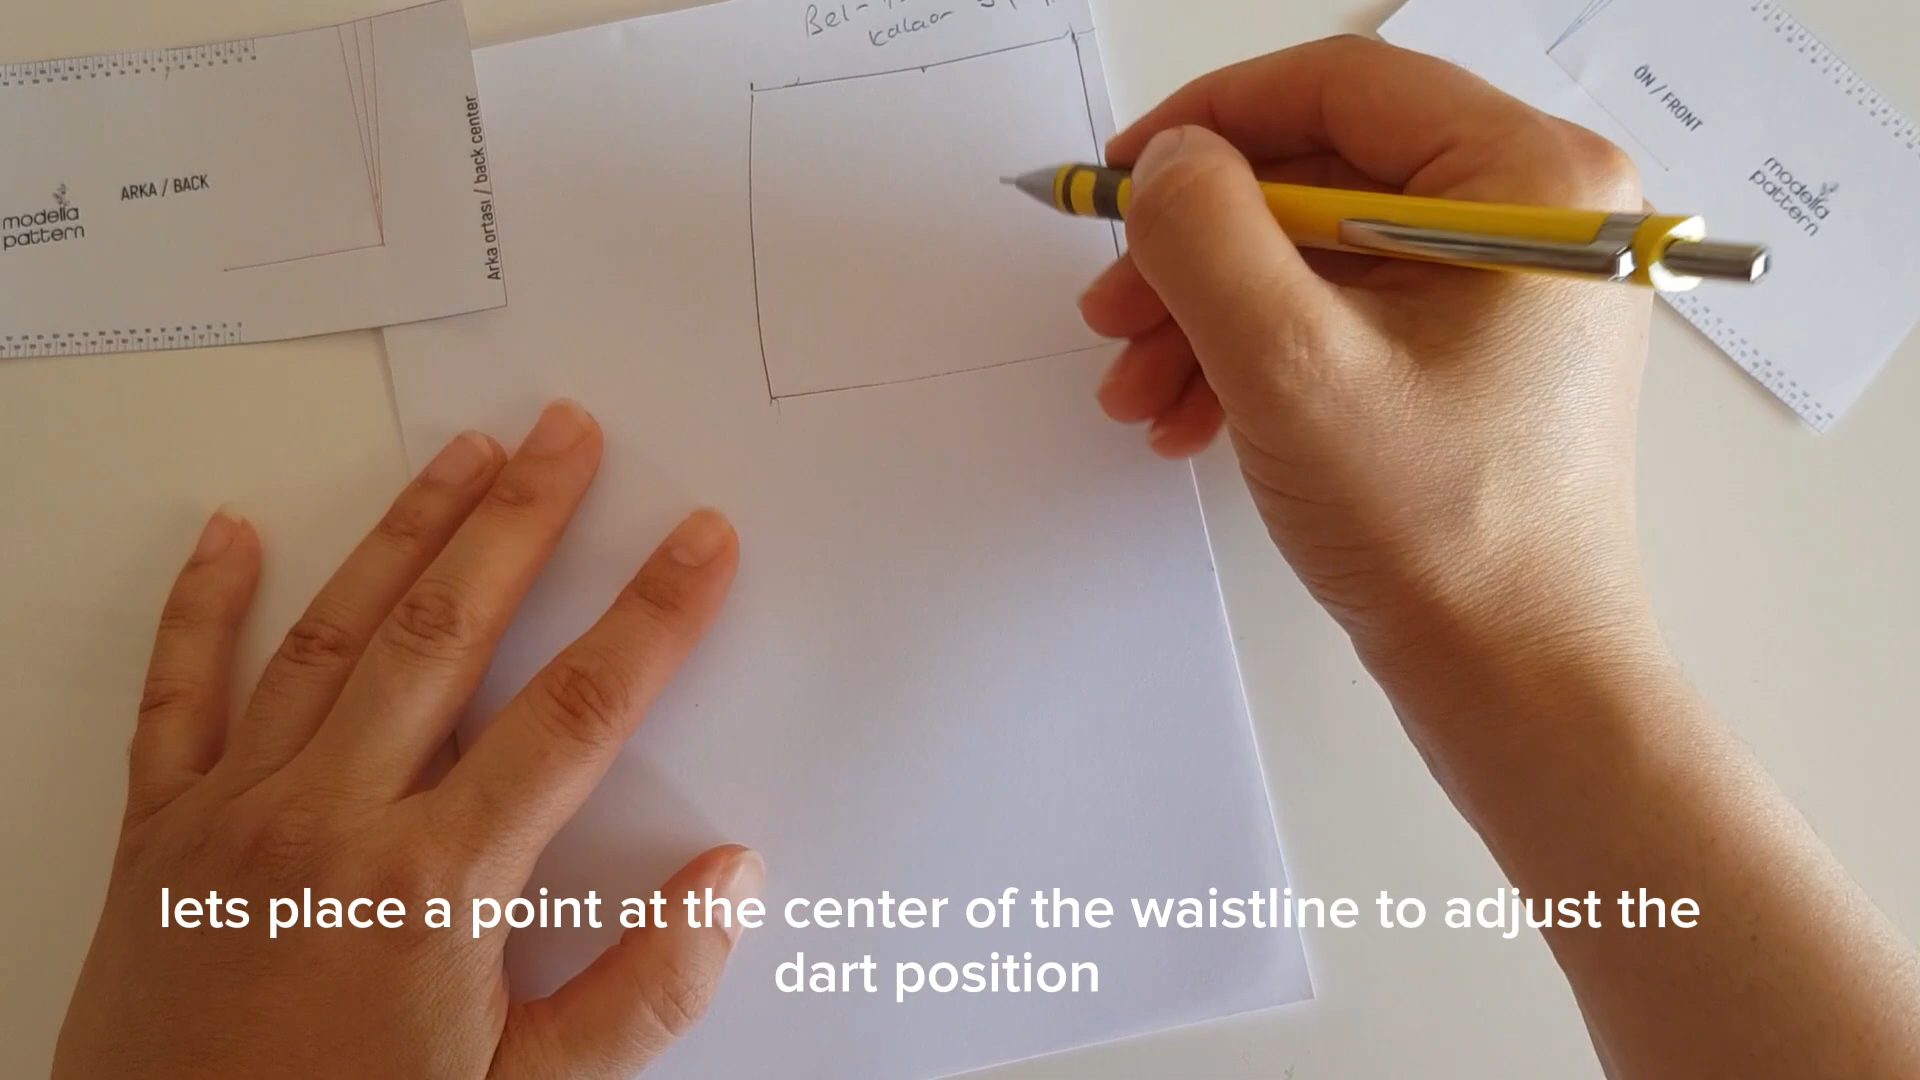 Bel -
kadar
ARKA / BACK
modella
pattern
Arka ortası / back center
ÖN / FRONT
modella
pattern
lets place a point at the center of the waistline to adjust the
dart position